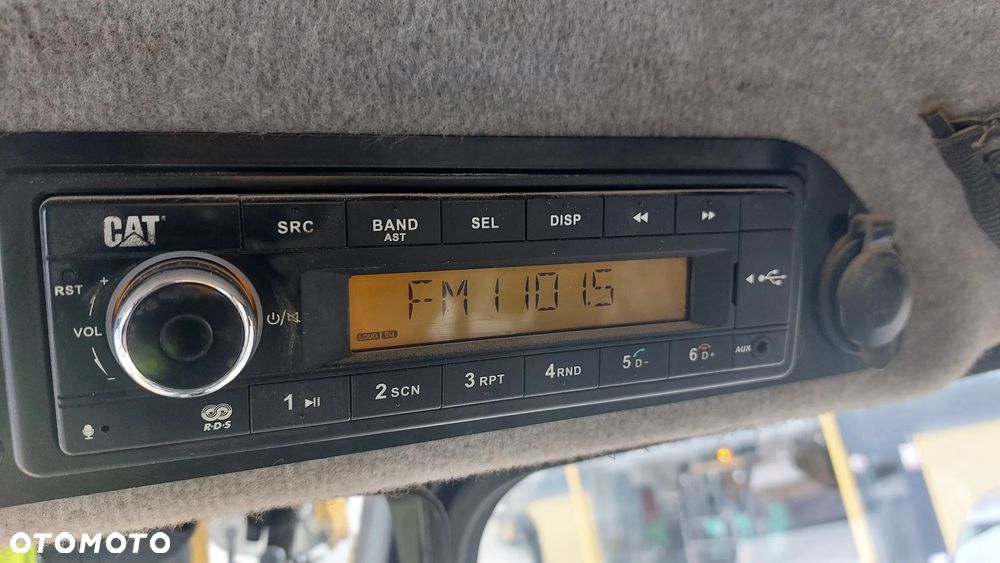 CAT
SRC
BAND
AST
SEL
DISP
RST
VOL
+
-
FM1 101.5
LOUD EQ
1
2 SCN
3 RPT
4 RND
5 D-
6 D+
AUX
R·D·S
OTOMOTO